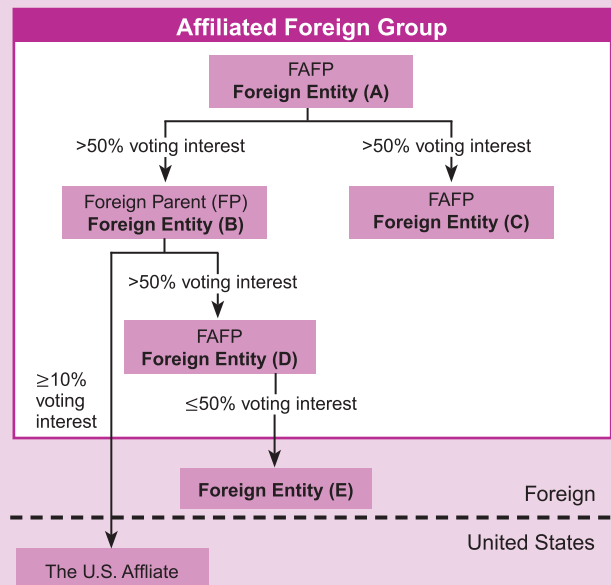 Affiliated Foreign Group
FAFP
Foreign Entity (A)
>50% voting interest
>50% voting interest
Foreign Parent (FP)
Foreign Entity (B)
FAFP
Foreign Entity (C)
>50% voting interest
FAFP
Foreign Entity (D)
≥10%
voting
interest
≤50% voting interest
Foreign Entity (E)
Foreign
United States
The U.S. Affliate